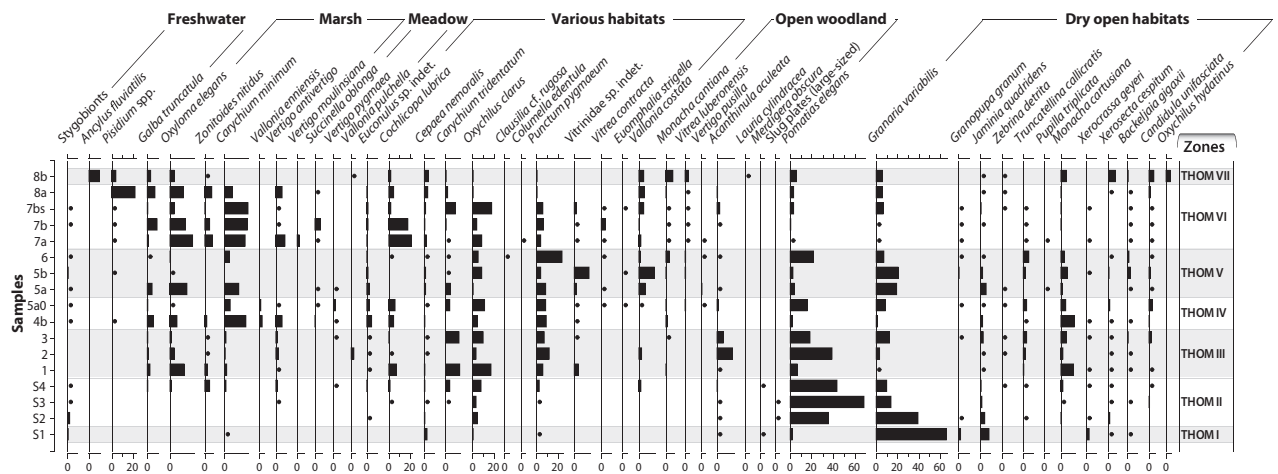 Freshwater Marsh Meadow Various habitats Open woodland Dry open habitats
Stygobionts
Ancylus fluviatilis
Pisidium spp.
Galba truncatula
Oxyloma elegans
Zonitoides nitidus
Carychium minimum
Vallonia enniensis
Vertigo antivertigo
Vertigo moulinsiana
Succinella oblonga
Vertigo pygmaea
Vallonia pulchella
Euconulus sp. indet.
Cochlicopa lubrica
Cepaea nemoralis
Carychium tridentatum
Oxychilus clarus
Clausilia cf. rugosa
Columella edentula
Punctum pygmaeum
Vitrinidae sp. indet.
Vitrea contracta
Euomphalia strigella
Vallonia costata
Monacha cantiana
Vitrea luberonensis
Vertigo pusilla
Acanthinula aculeata
Lauria cylindracea
Merdigera obscura
Slug plates (large-sized)
Pomatias elegans
Granaria variabilis
Granopupa granum
Jaminia quadridens
Zebrina detrita
Truncatellina callicratis
Pupilla triplicata
Monacha cartusiana
Xerocrassa geyeri
Xerosecta cespitum
Backeljaia gigaxii
Candidula unifasciata
Oxychilus hydatinus
Zones
Samples
8b THOM VII
8a
7bs THOM VI
7b
7a
6
5b THOM V
5a
5a0 THOM IV
4b
3
2 THOM III
1
S4
S3 THOM II
S2
S1 THOM I
0 0 0 20 0 0 0 0 0 0 0 0 0 0 0 0 20 0 0 0 20 0 0 0 20 0 0 0 0 0 0 0 0 0 0 0 0 20 40 60 0 20 40 60 0 0 0 0 0 0 0 0 0 0 0